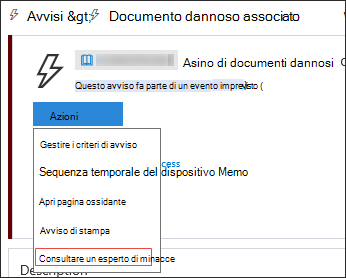 Avvisi &gt; Documento dannoso associato
Asino di documenti dannosi
Questo avviso fa parte di un evento imprevisto (
Azioni
Gestire i criteri di avviso
cess
Sequenza temporale del dispositivo Memo
Apri pagina ossidante
Avviso di stampa
Consultare un esperto di minacce
Description